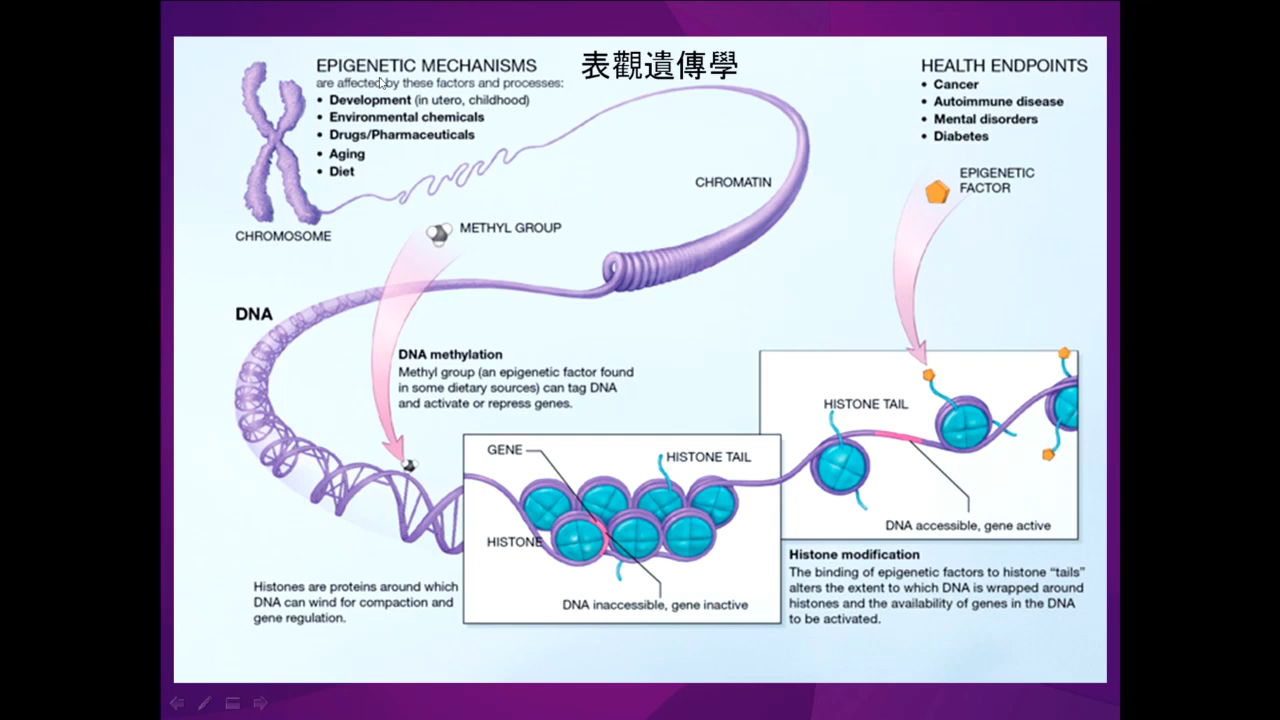 EPIGENETIC MECHANISMS
are affected by these factors and processes:
• Development (in utero, childhood)
• Environmental chemicals
• Drugs/Pharmaceuticals
• Aging
• Diet
表觀遺傳學
HEALTH ENDPOINTS
• Cancer
• Autoimmune disease
• Mental disorders
• Diabetes
EPIGENETIC
FACTOR
CHROMATIN
CHROMOSOME
METHYL GROUP
DNA
DNA methylation
Methyl group (an epigenetic factor found
in some dietary sources) can tag DNA
and activate or repress genes.
HISTONE TAIL
GENE
HISTONE TAIL
HISTONE
DNA accessible, gene active
DNA inaccessible, gene inactive
Histones are proteins around which
DNA can wind for compaction and
gene regulation.
Histone modification
The binding of epigenetic factors to histone “tails”
alters the extent to which DNA is wrapped around
histones and the availability of genes in the DNA
to be activated.